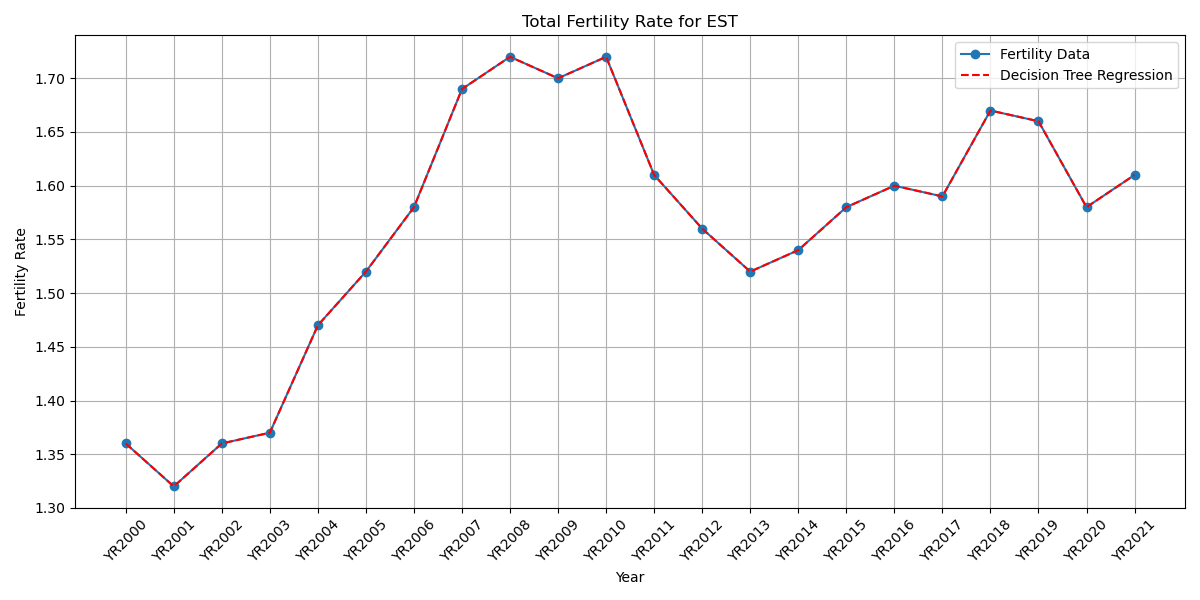 Total Fertility Rate for EST
Fertility Data
Decision Tree Regression
Fertility Rate
1.70
1.65
1.60
1.55
1.50
1.45
1.40
1.35
1.30
YR2000
YR2001
YR2002
YR2003
YR2004
YR2005
YR2006
YR2007
YR2008
YR2009
YR2010
YR2011
YR2012
YR2013
YR2014
YR2015
YR2016
YR2017
YR2018
YR2019
YR2020
YR2021
Year